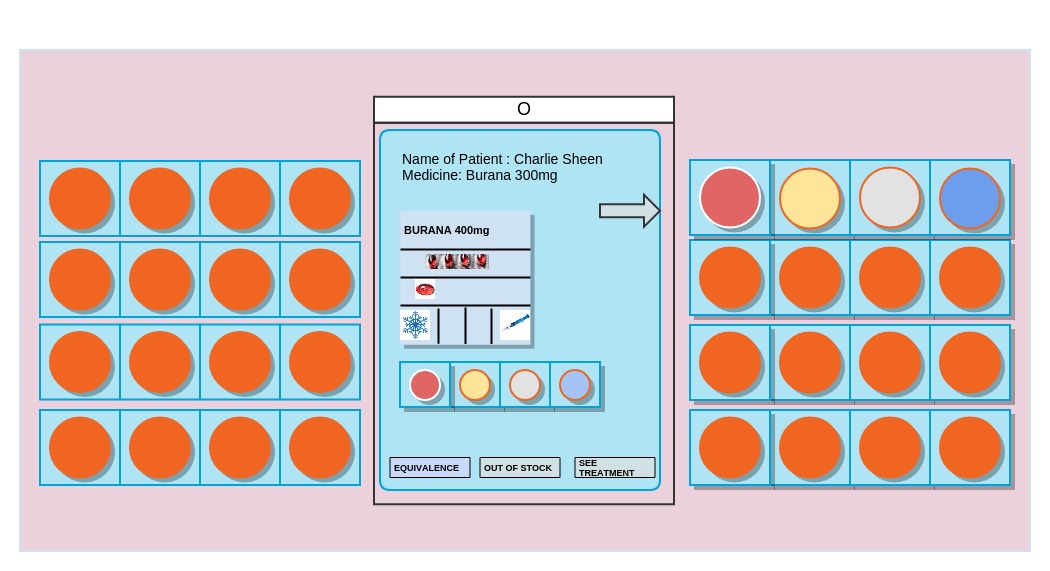 O
Name of Patient : Charlie Sheen
Medicine: Burana 300mg
BURANA 400mg
EQUIVALENCE
OUT OF STOCK
SEE
TREATMENT